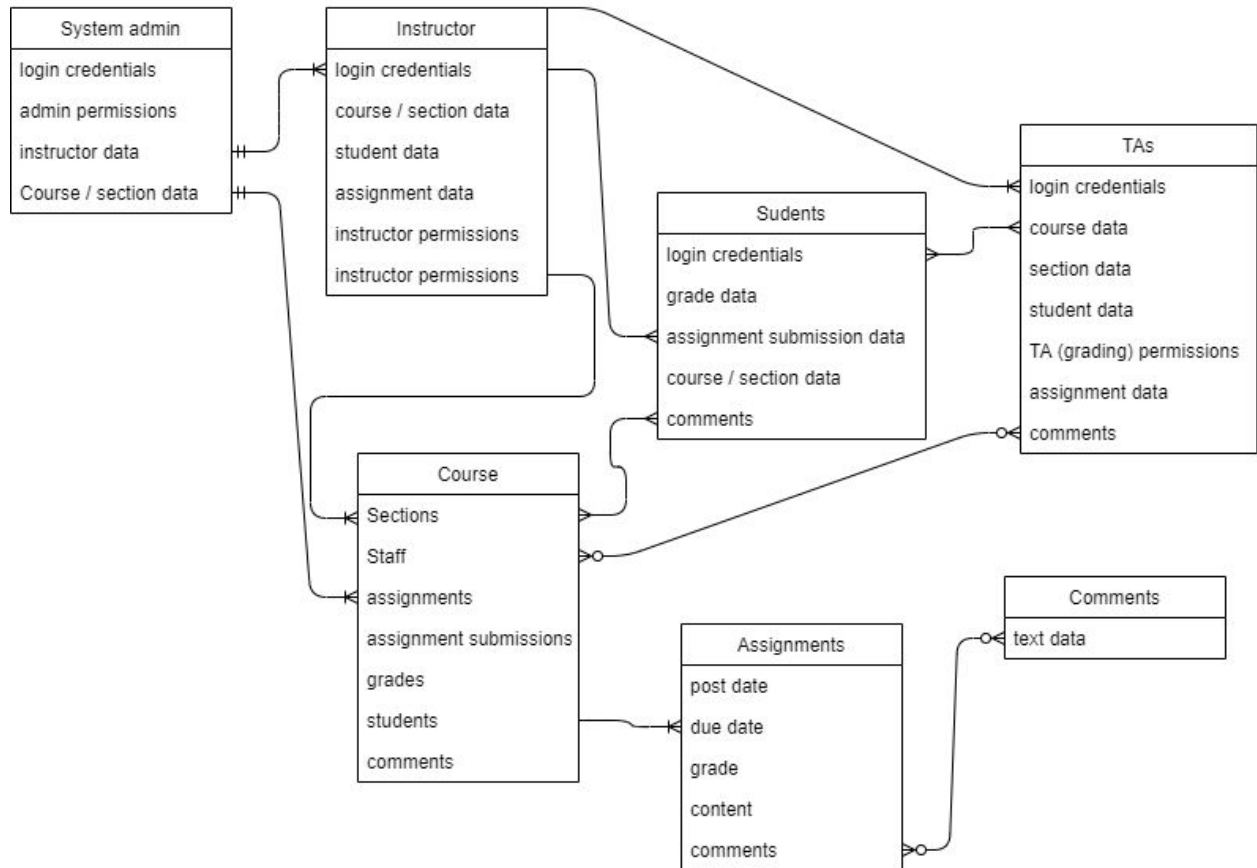 System admin
login credentials
admin permissions
instructor data
Course / section data
Instructor
login credentials
course / section data
student data
assignment data
instructor permissions
instructor permissions
TAs
login credentials
course data
section data
student data
TA (grading) permissions
assignment data
comments
Sudents
login credentials
grade data
assignment submission data
course / section data
comments
Course
Sections
Staff
assignments
assignment submissions
grades
students
comments
Assignments
post date
due date
grade
content
comments
Comments
text data